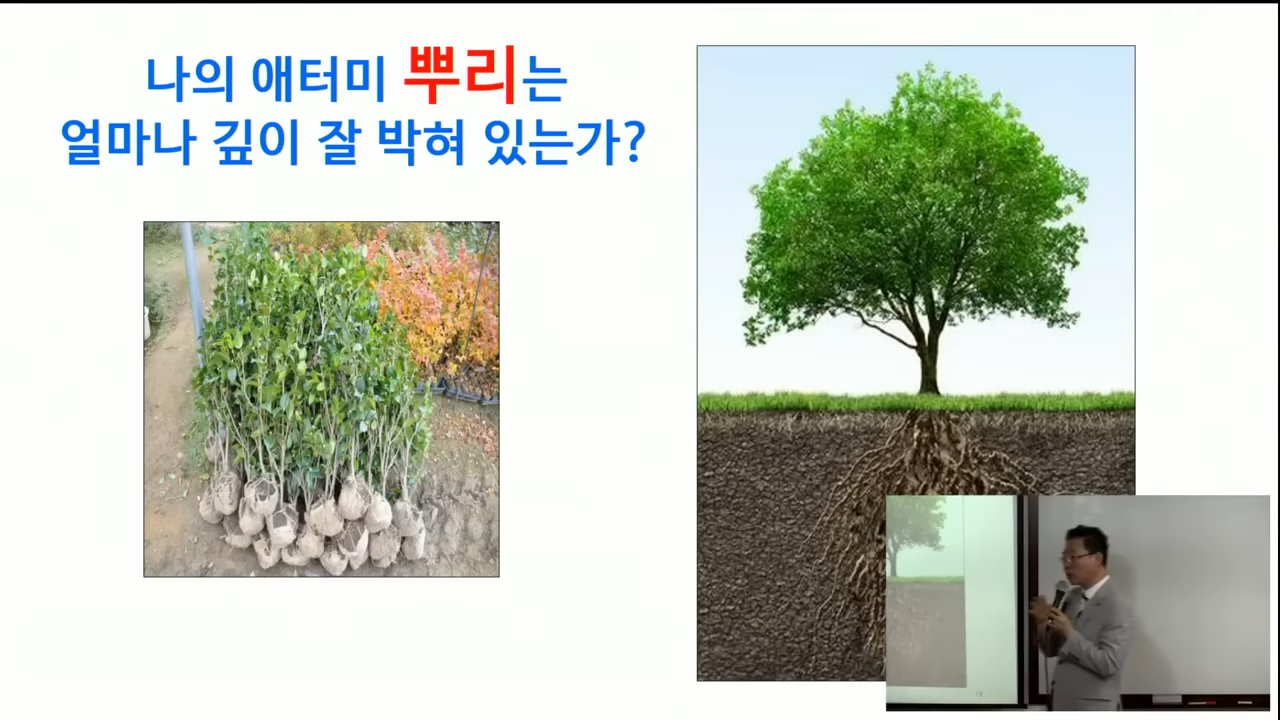 나의 애터미 뿌리는
얼마나 깊이 잘 박혀 있는가?